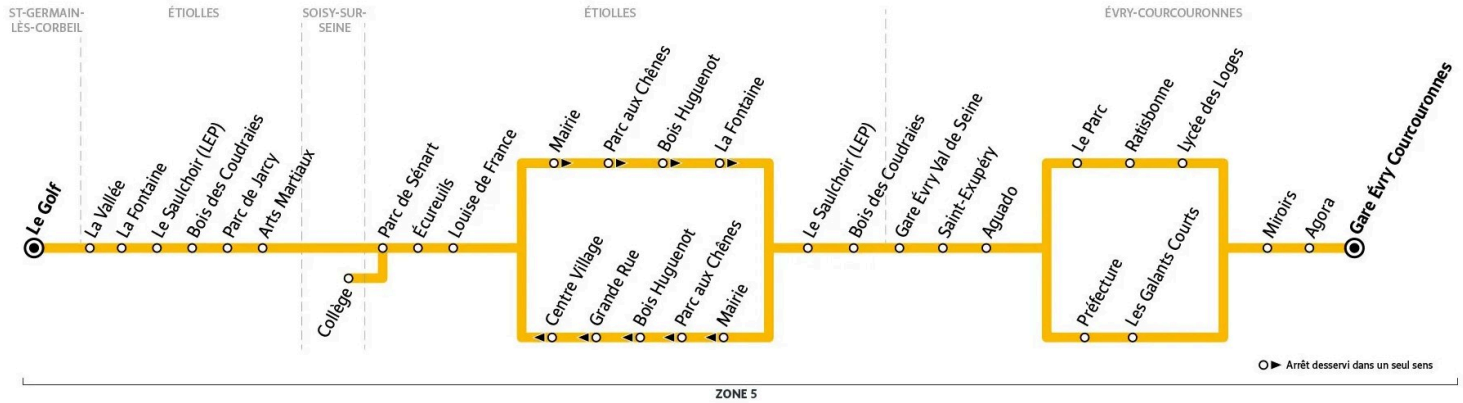 ST-GERMAIN-
LÈS-CORBEIL
ÉTIOLLES
SOISY-SUR-
SEINE
ÉTIOLLES
ÉVRY-COURCOURONNES
Le Golf
La Vallée
La Fontaine
Le Saulchoir (LEP)
Bois des Coudraies
Parc de Jarcy
Arts Martiaux
Collège
Parc de Sénart
Écureuils
Louise de France
Mairie
Parc aux Chênes
Bois Huguenot
La Fontaine
Centre Village
Grande Rue
Bois Huguenot
Parc aux Chênes
Mairie
Le Saulchoir (LEP)
Bois des Coudraies
Gare Évry Val de Seine
Saint-Exupéry
Aguado
Le Parc
Ratisbonne
Lycée des Loges
Préfecture
Les Galants Courts
Miroirs
Agora
Gare Évry Courcouronnes
Arrêt desservi dans un seul sens
ZONE 5